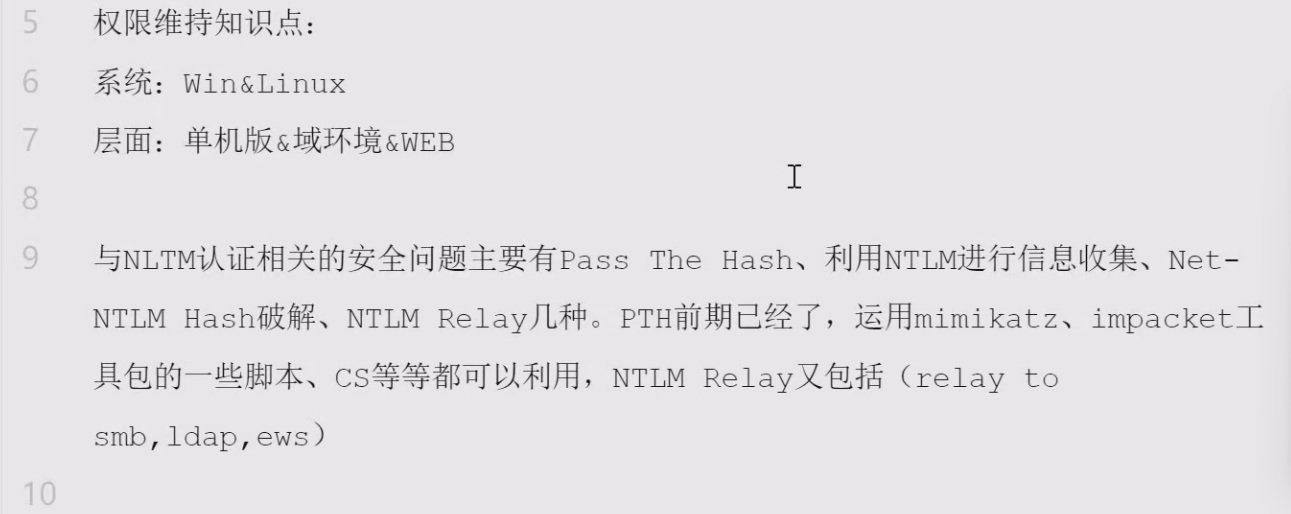 5 权限维持知识点：
6 系统：Win&Linux
7 层面：单机版&域环境&WEB
8
9 与NLTM认证相关的安全问题主要有Pass The Hash、利用NTLM进行信息收集、Net-
NTLM Hash破解、NTLM Relay几种。PTH前期已经了，运用mimikatz、impacket工
具包的一些脚本、CS等等都可以利用，NTLM Relay又包括（relay to
smb,ldap,ews）
10